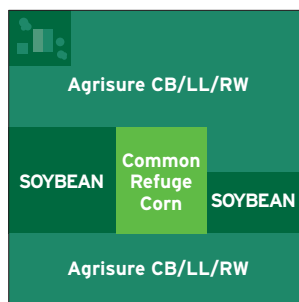 Agrisure CB/LL/RW
SOYBEAN
Common
Refuge
Corn
SOYBEAN
Agrisure CB/LL/RW